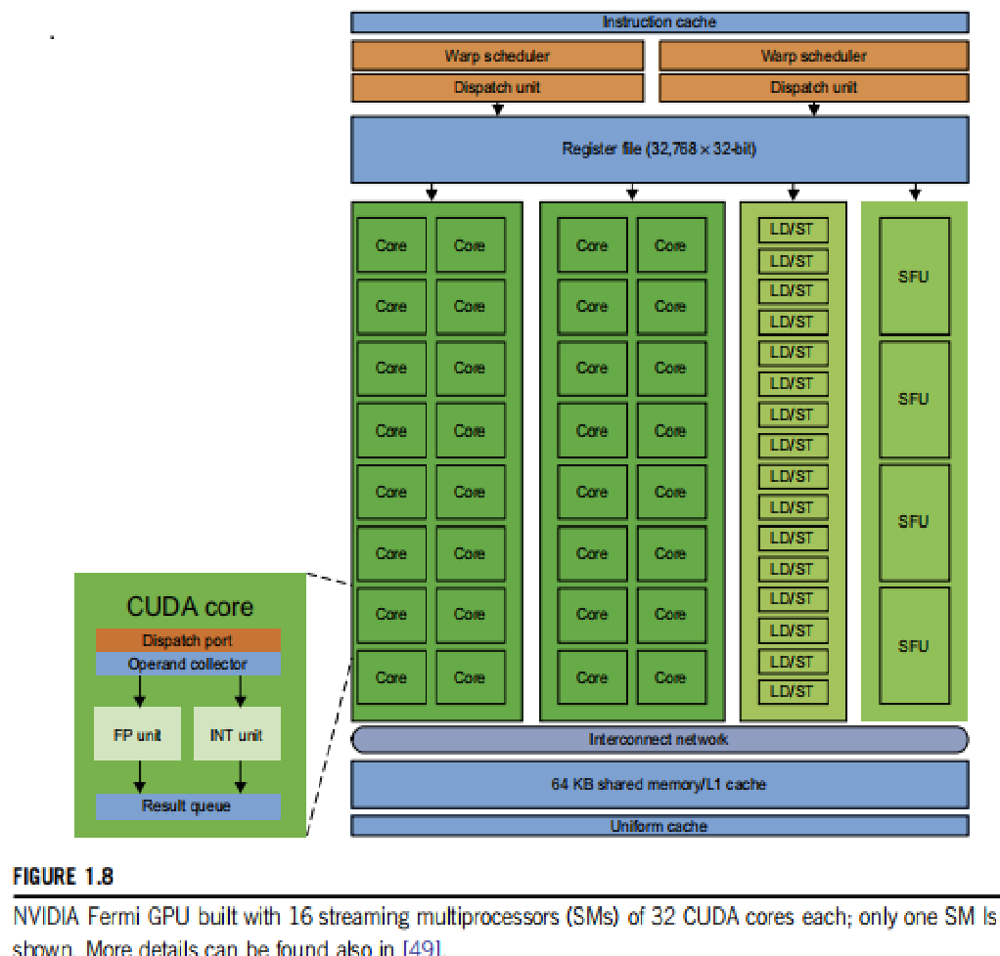 Instruction cache
Warp scheduler
Warp scheduler
Dispatch unit
Dispatch unit
Register file (32,768 × 32-bit)
Core Core Core Core LD/ST SFU
LD/ST
Core Core Core Core LD/ST
LD/ST
Core Core Core Core LD/ST SFU
LD/ST
Core Core Core Core LD/ST
LD/ST
Core Core Core Core LD/ST SFU
LD/ST
Core Core Core Core LD/ST
LD/ST
Core Core Core Core LD/ST SFU
LD/ST
Core Core Core Core LD/ST
LD/ST
Interconnect network
64 KB shared memory/L1 cache
Uniform cache
CUDA core
Dispatch port
Operand collector
FP unit
INT unit
Result queue
FIGURE 1.8
NVIDIA Fermi GPU built with 16 streaming multiprocessors (SMs) of 32 CUDA cores each; only one SM Is
shown. More details can be found also in [49].